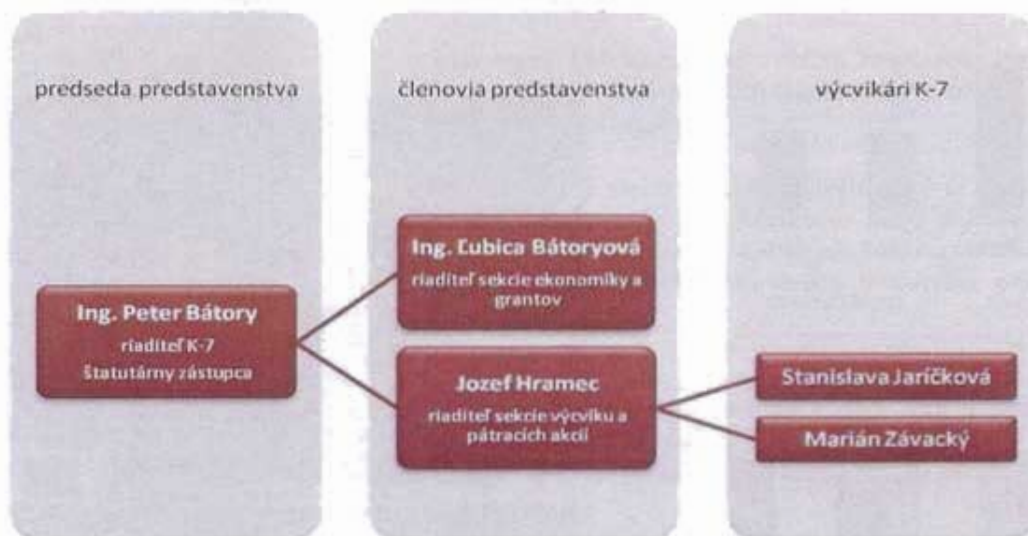 predseda predstavenstva
členovia predstavenstva
výcvikári K-7
Ing. Peter Bátory
riaditeľ K-7
štatutárny zástupca
Ing. Ľubica Bátoryová
riaditeľ sekcie ekonomiky a
grantov
Jozef Hramec
riaditeľ sekcie výcviku a
pátracích akcií
Stanislava Jaríčková
Marián Závacký